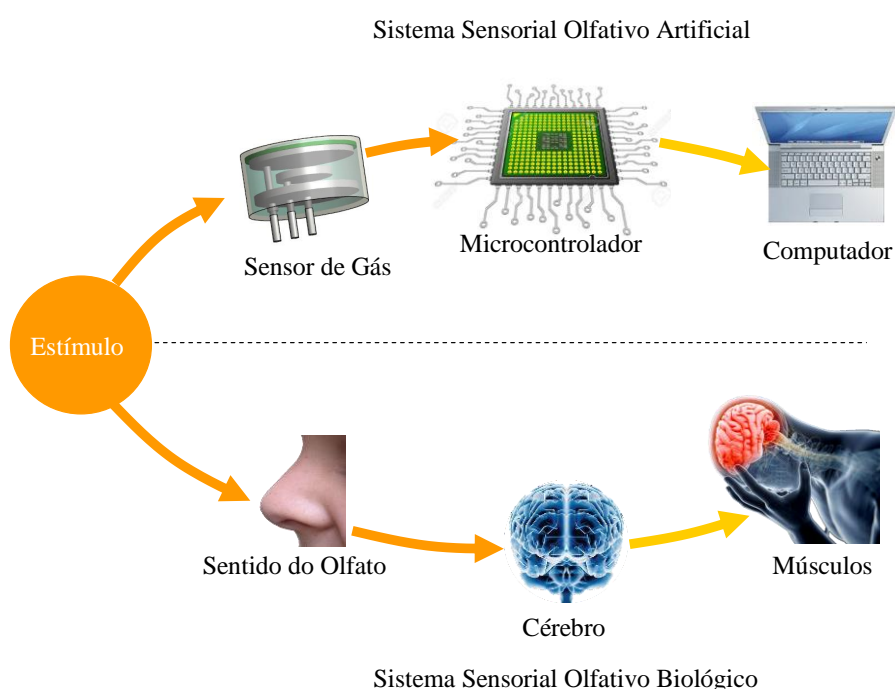 Sistema Sensorial Olfativo Artificial
Microcontrolador
Computador
Sensor de Gás
Estímulo
Sentido do Olfato
Músculos
Cérebro
Sistema Sensorial Olfativo Biológico